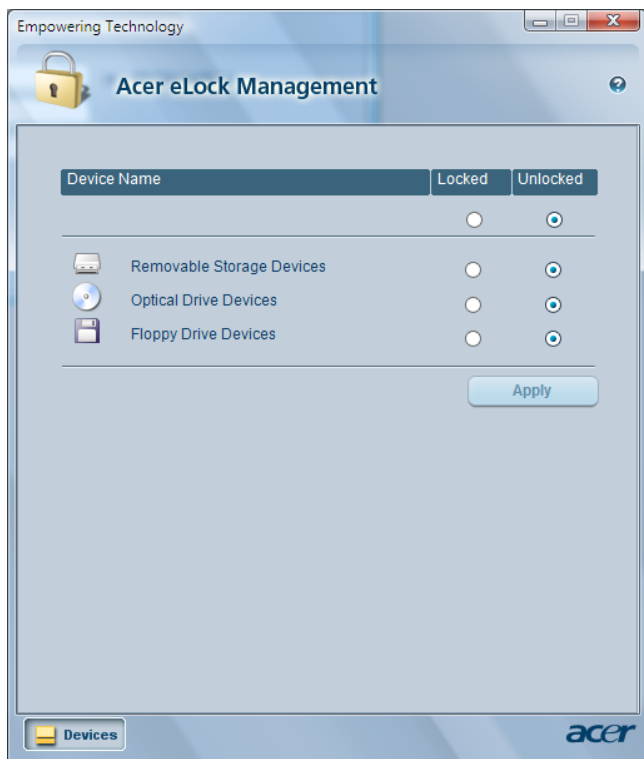 Empowering Technology
Acer eLock Management
Device Name Locked Unlocked
Removable Storage Devices
Optical Drive Devices
Floppy Drive Devices
Apply
Devices
acer